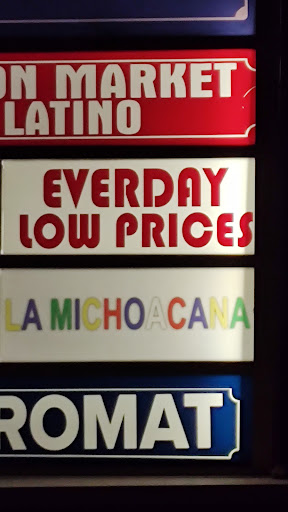 ON MARKET
LATINO
EVERDAY
LOW PRICES
LA MICHOACANA
ROMAT